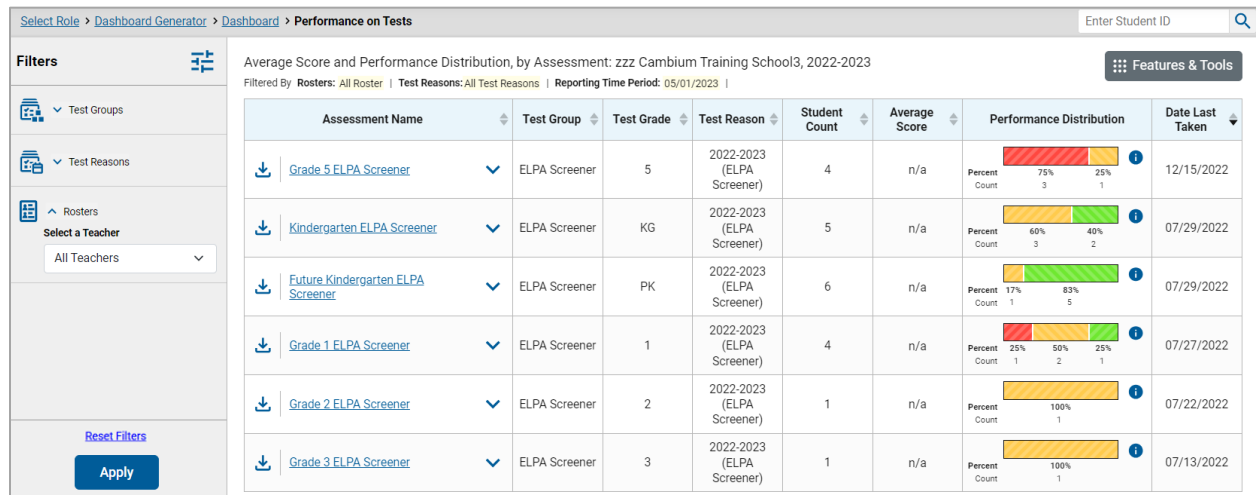 Select Role > Dashboard Generator > Dashboard > Performance on Tests
Enter Student ID
Filters
Test Groups
Test Reasons
Rosters
Select a Teacher
All Teachers
Reset Filters
Apply
Average Score and Performance Distribution, by Assessment: zzz Cambium Training School3, 2022-2023
Features & Tools
Filtered By Rosters: All Roster | Test Reasons: All Test Reasons | Reporting Time Period: 05/01/2023 |
Assessment Name Test Group Test Grade Test Reason Student Count Average Score Performance Distribution Date Last Taken
Grade 5 ELPA Screener ELPA Screener 5 2022-2023 (ELPA Screener) 4 n/a 12/15/2022
Percent 75% 25%
Count 3 1
Kindergarten ELPA Screener ELPA Screener KG 2022-2023 (ELPA Screener) 5 n/a 07/29/2022
Percent 60% 40%
Count 3 2
Future Kindergarten ELPA Screener ELPA Screener PK 2022-2023 (ELPA Screener) 6 n/a 07/29/2022
Percent 17% 83%
Count 1 5
Grade 1 ELPA Screener ELPA Screener 1 2022-2023 (ELPA Screener) 4 n/a 07/27/2022
Percent 25% 50% 25%
Count 1 2 1
Grade 2 ELPA Screener ELPA Screener 2 2022-2023 (ELPA Screener) 1 n/a 07/22/2022
Percent 100%
Count 1
Grade 3 ELPA Screener ELPA Screener 3 2022-2023 (ELPA Screener) 1 n/a 07/13/2022
Percent 100%
Count 1